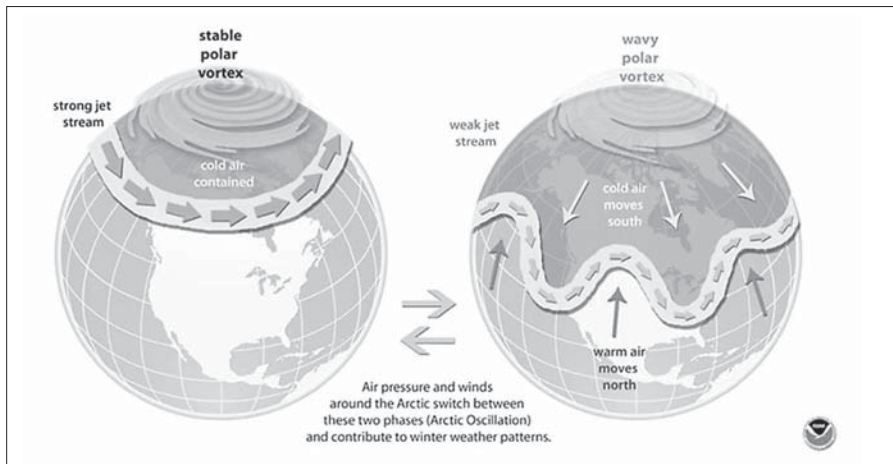 stable
polar
vortex
strong jet
stream
cold air
contained
wavy
polar
vortex
weak jet
stream
cold air
moves
south
warm air
moves
north
Air pressure and winds
around the Arctic switch between
these two phases (Arctic Oscillation)
and contribute to winter weather patterns.